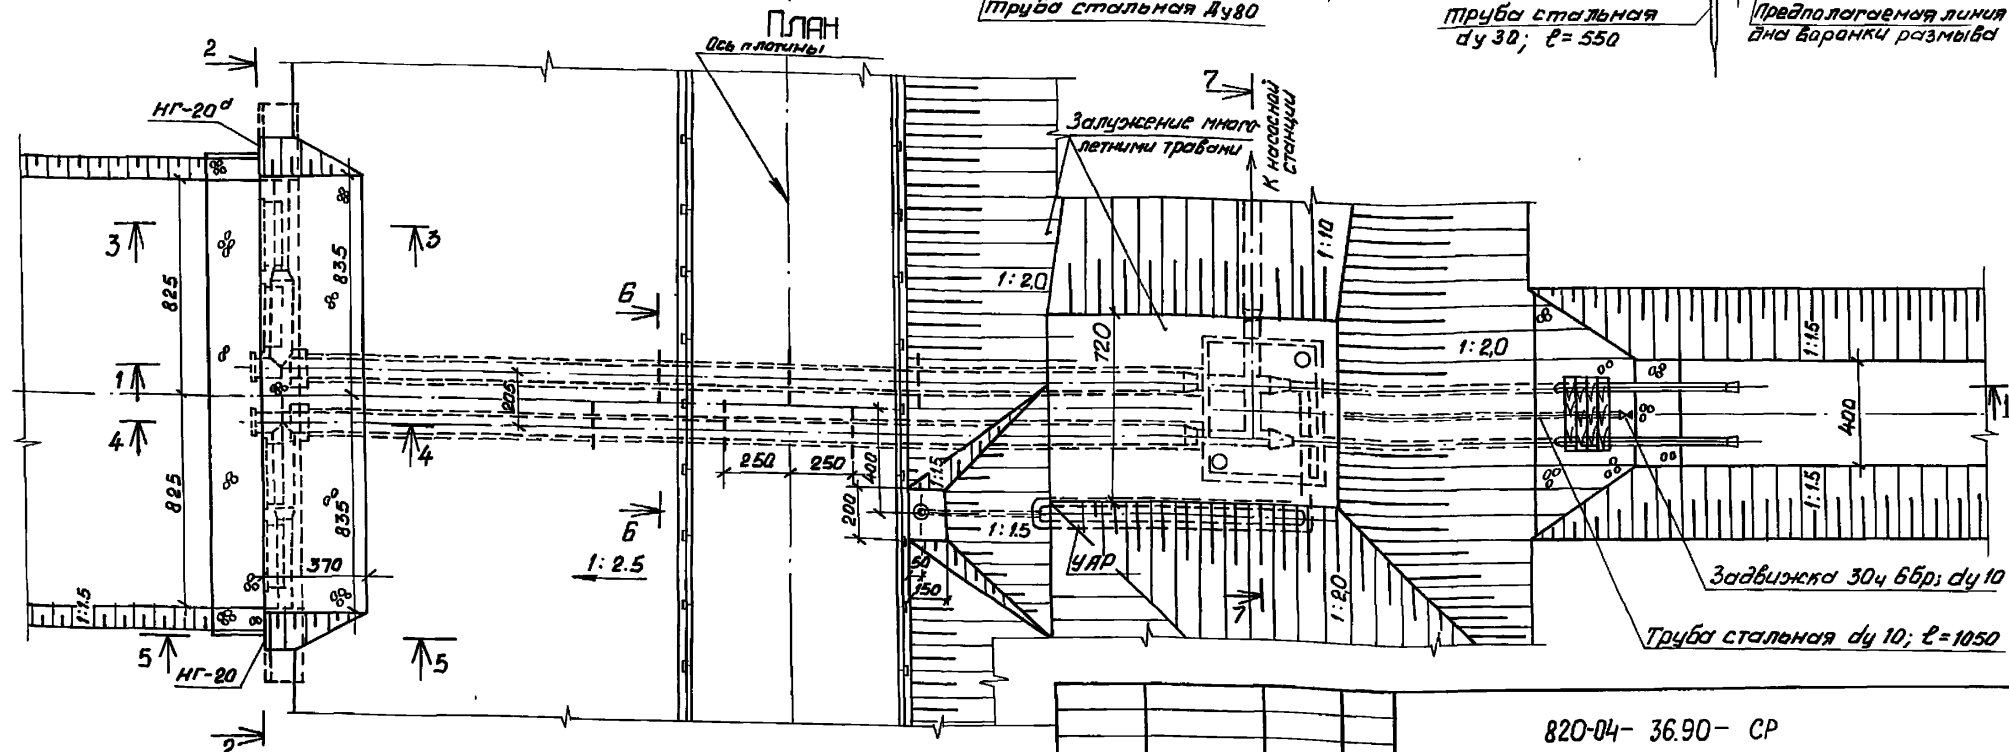 Труба стальная Ду80
Труба стальная
dу 30; ℓ= 550
Предполагаемая линия
дна воронки размыва
ПЛАН
Ось плотины
2
7
НГ-20ᵈ
Залужение много-
летними травами
К насосной
станции
3
3
825
835
6
1:2,0
1:10
720
1:2,0
1:1.5
1
205
400
1
4
4
250
250
400
1:1.5
200
1:1.5
825
835
6
1:1.5
370
1:2.5
50
150
УАР
7
1:2,0
Задвижка 30ч 6бр; dу 10
1:1.5
5
5
НГ-20
Труба стальная dу 10; ℓ=1050
2
820-04- 36.90- СР